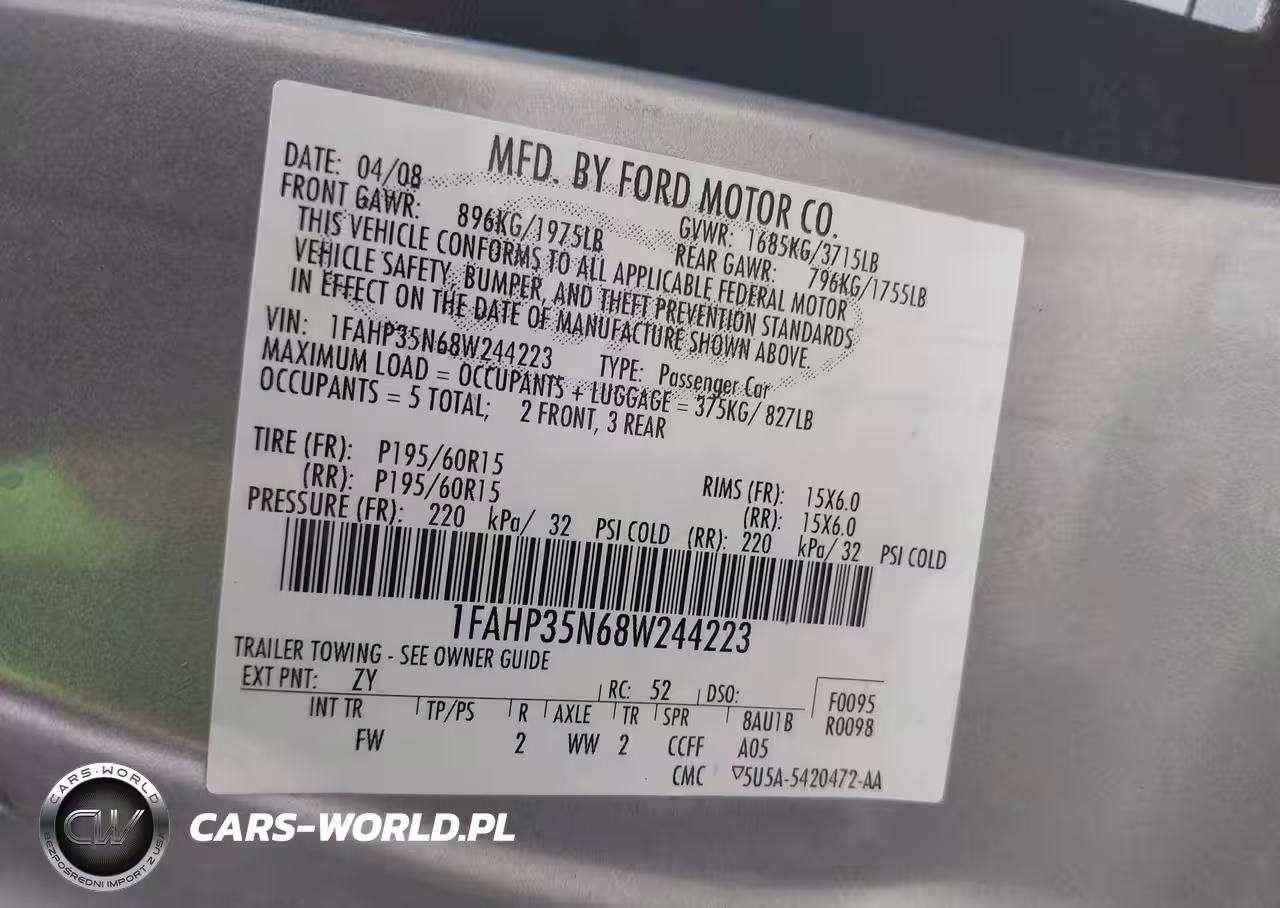 MFD. BY FORD MOTOR CO.
DATE: 04/08 GVWR: 1685KG/3715LB
FRONT GAWR: 896KG/1975LB REAR GAWR: 796KG/1755LB
THIS VEHICLE CONFORMS TO ALL APPLICABLE FEDERAL MOTOR
VEHICLE SAFETY, BUMPER, AND THEFT PREVENTION STANDARDS
IN EFFECT ON THE DATE OF MANUFACTURE SHOWN ABOVE.
VIN: 1FAHP35N68W244223 TYPE: Passenger Car
MAXIMUM LOAD = OCCUPANTS + LUGGAGE = 375KG/ 827LB
OCCUPANTS = 5 TOTAL; 2 FRONT, 3 REAR
TIRE (FR): P195/60R15 RIMS (FR): 15X6.0
(RR): P195/60R15 (RR): 15X6.0
PRESSURE (FR): 220 kPa/ 32 PSI COLD (RR): 220 kPa/ 32 PSI COLD
1FAHP35N68W244223
TRAILER TOWING - SEE OWNER GUIDE
EXT PNT: ZY RC: 52 DSO: F0095
INT TR TP/PS R AXLE TR SPR 8AU1B R0098
FW 2 WW 2 CCFF A05
CMC ▽5U5A-5420472-AA
CARS-WORLD
CW
BEZPOŚREDNI IMPORT Z USA
CARS-WORLD.PL